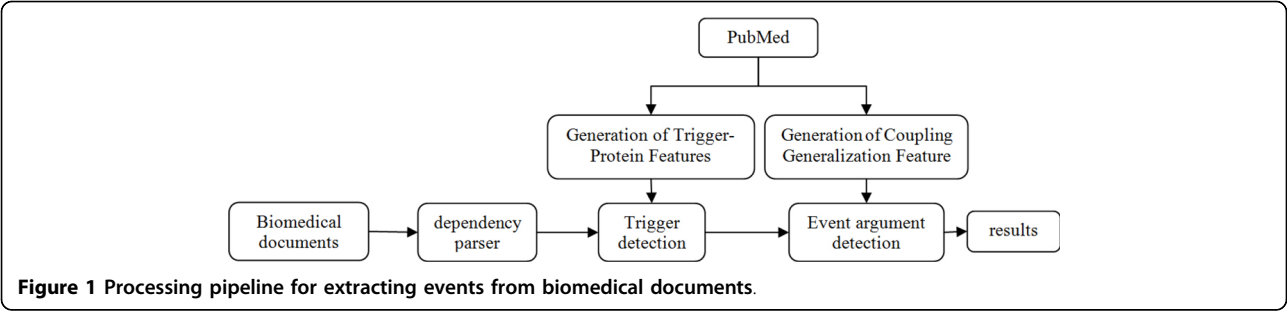 PubMed
Generation of Trigger-
Protein Features
Generation of Coupling
Generalization Feature
Biomedical
documents
dependency
parser
Trigger
detection
Event argument
detection
results
Figure 1 Processing pipeline for extracting events from biomedical documents.